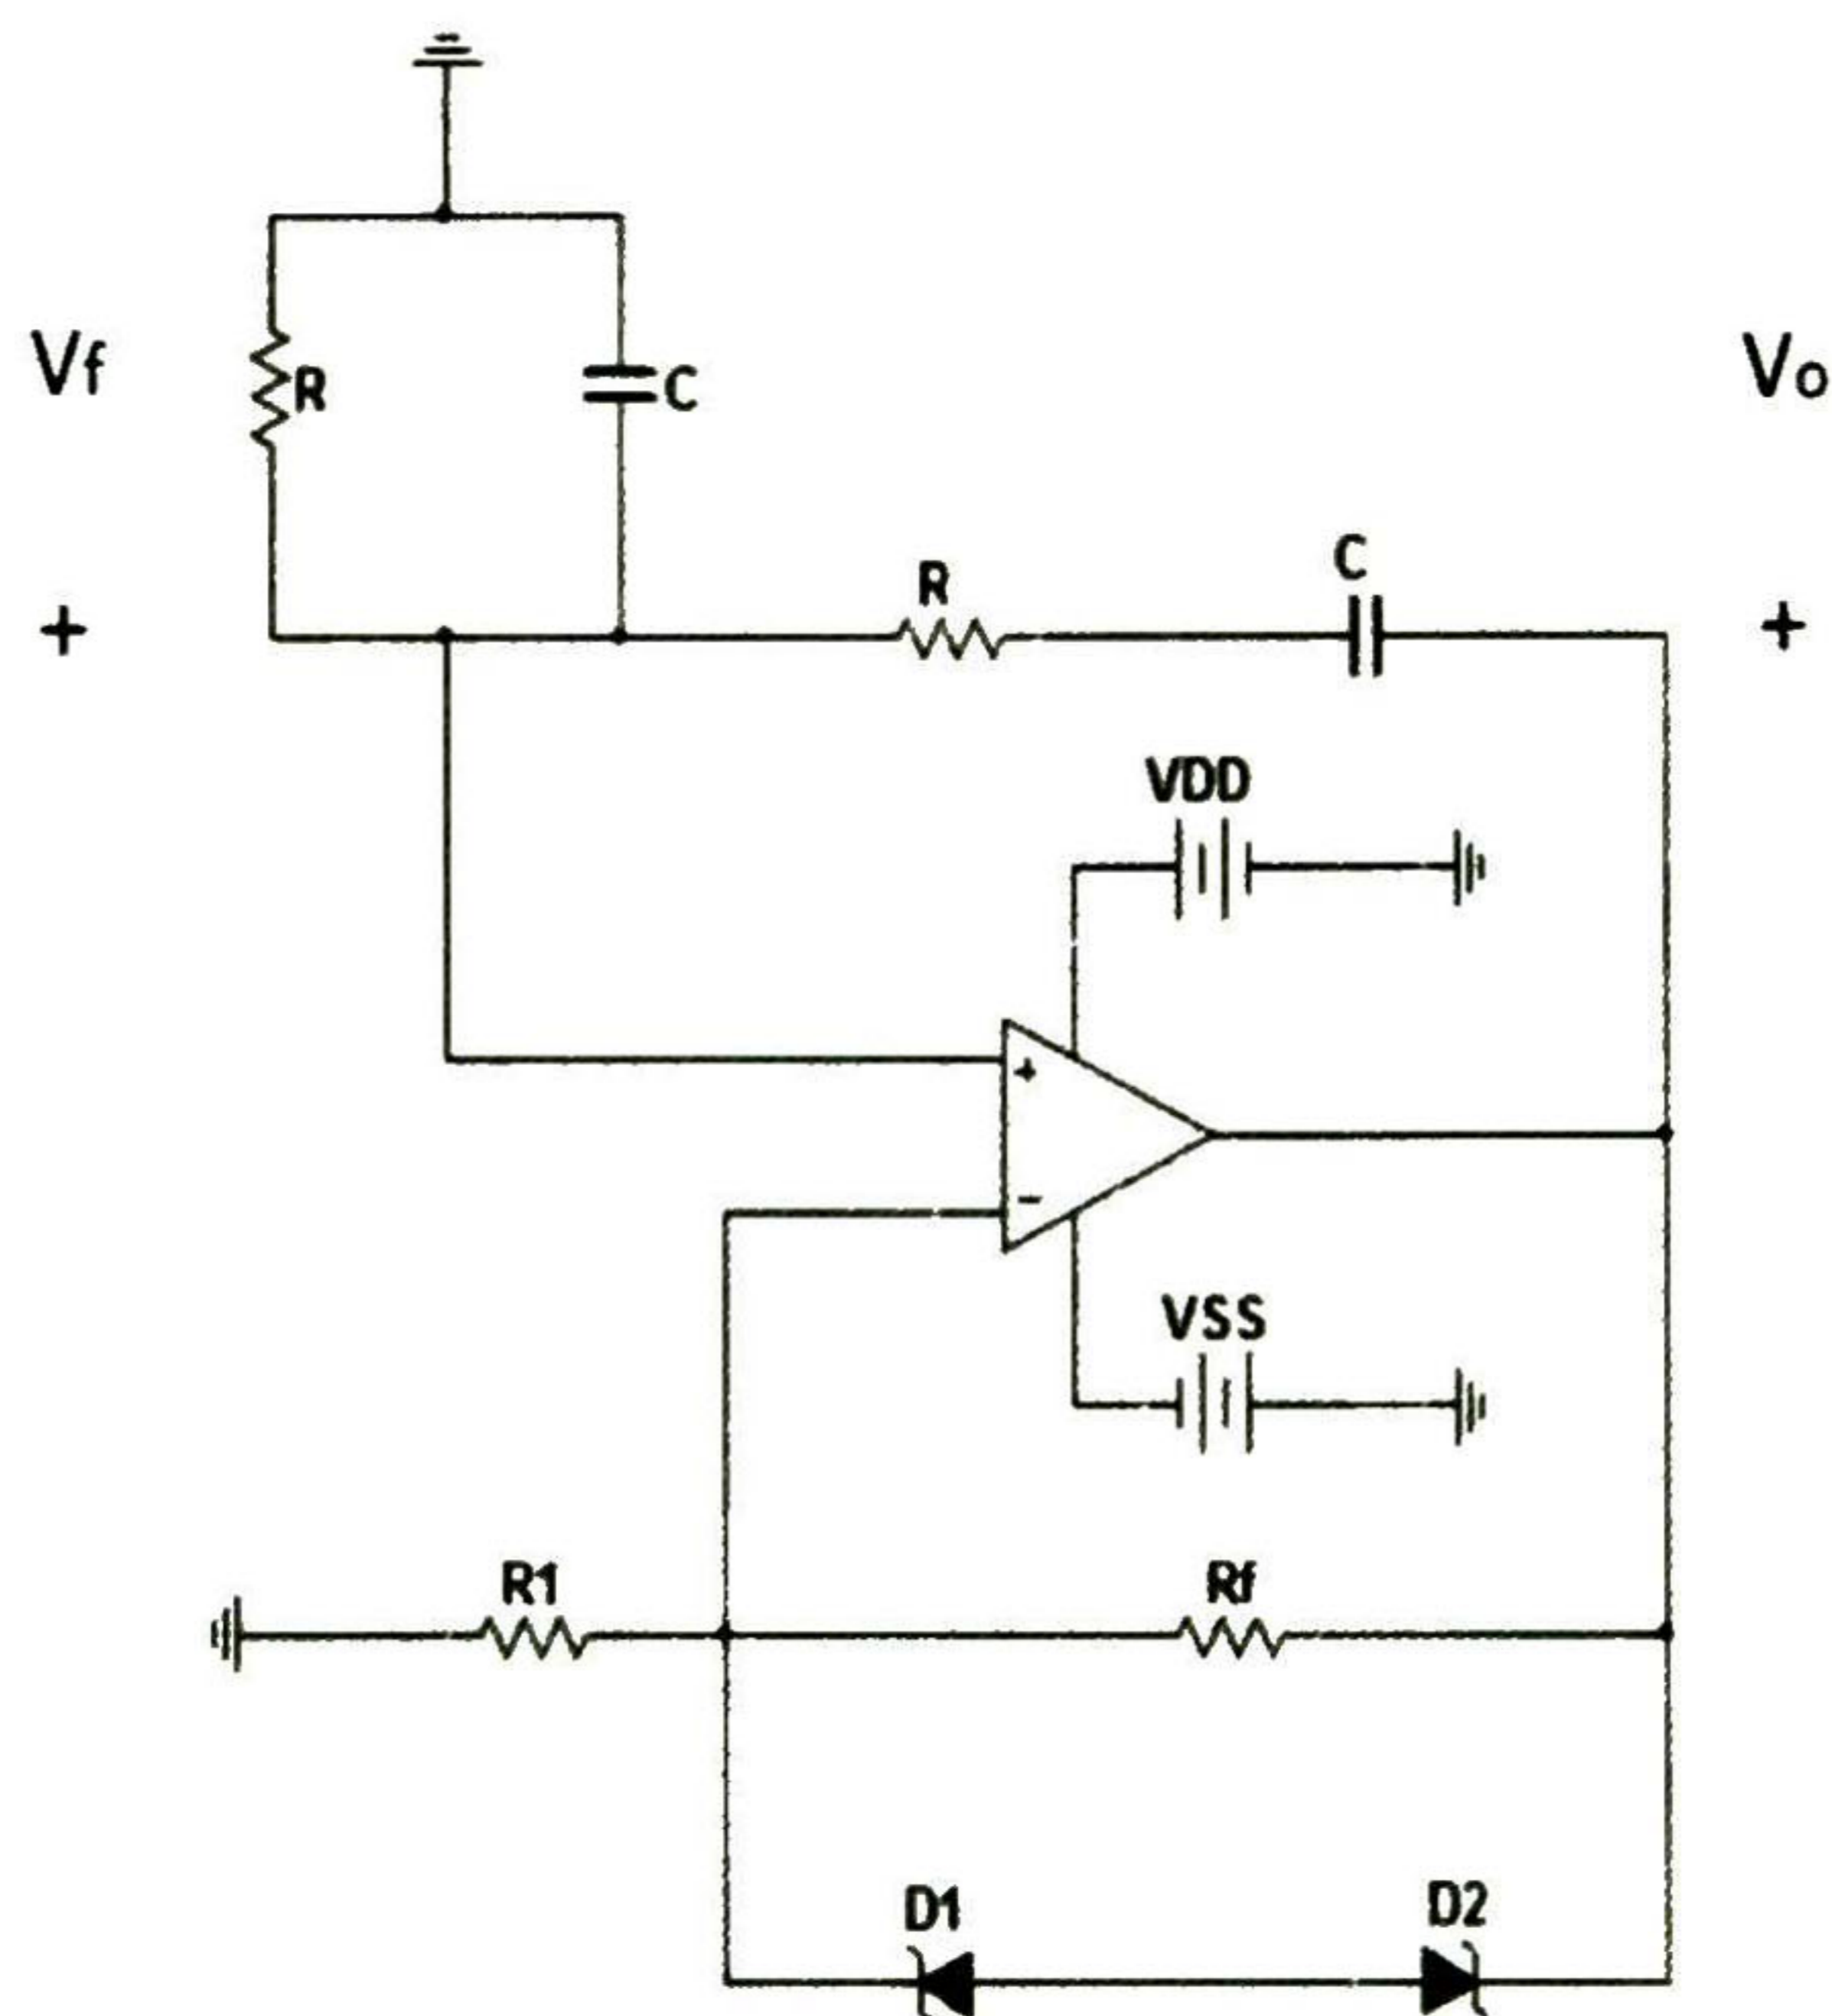 Vf
R
C
Vo
+
R
C
+
VDD
+
-
VSS
R1
Rf
D1
D2